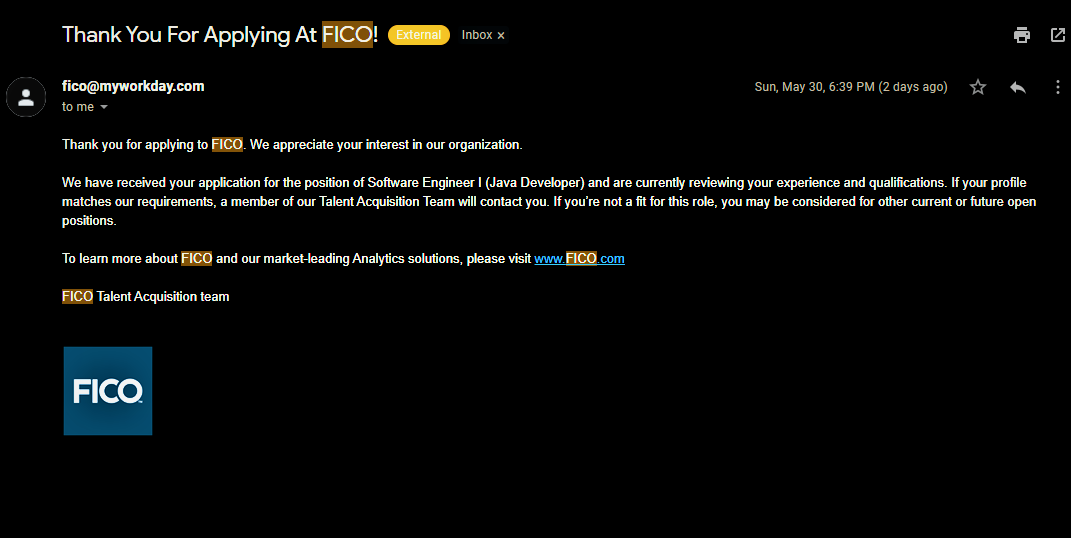 Thank You For Applying At FICO! External Inbox ×
fico@myworkday.com Sun, May 30, 6:39 PM (2 days ago)
to me
Thank you for applying to FICO. We appreciate your interest in our organization.
We have received your application for the position of Software Engineer I (Java Developer) and are currently reviewing your experience and qualifications. If your profile
matches our requirements, a member of our Talent Acquisition Team will contact you. If you're not a fit for this role, you may be considered for other current or future open
positions.
To learn more about FICO and our market-leading Analytics solutions, please visit www.FICO.com
FICO Talent Acquisition team
FICO